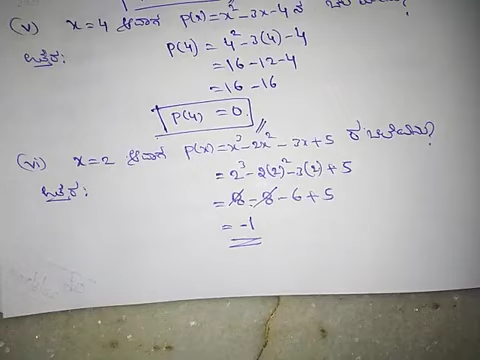 (v) x=4 ಆದಾಗ p(x)=x²-3x-4 ನ
ಉತ್ತರ: p(4) = 4²-3(4)-4
= 16-12-4
= 16-16
p(4) = 0.
(vi) x=2 ಆದಾಗ p(x)=x³-2x²-3x+5 ರ ಬೆಲೆಯೇನು?
ಉತ್ತರ: = 2³-2(2)²-3(2)+5
= 8-8-6+5
= -1